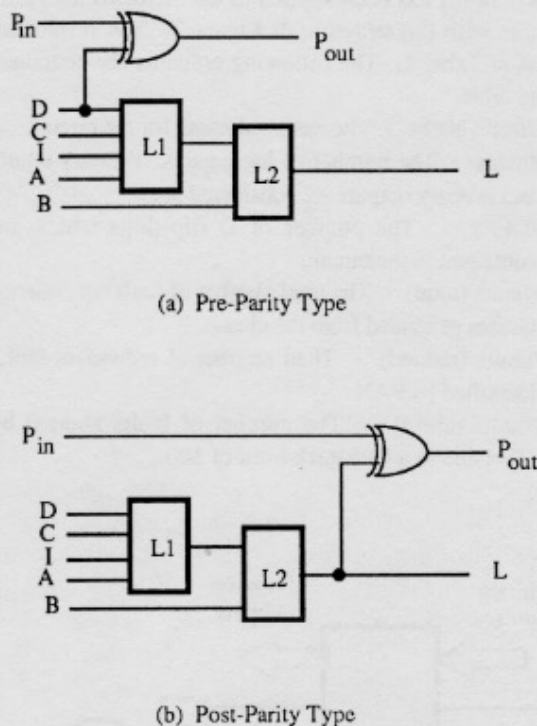 P_in
P_out
D
C
I
A
B
L1
L2
L
(a) Pre-Parity Type
P_in
P_out
D
C
I
A
B
L1
L2
L
(b) Post-Parity Type